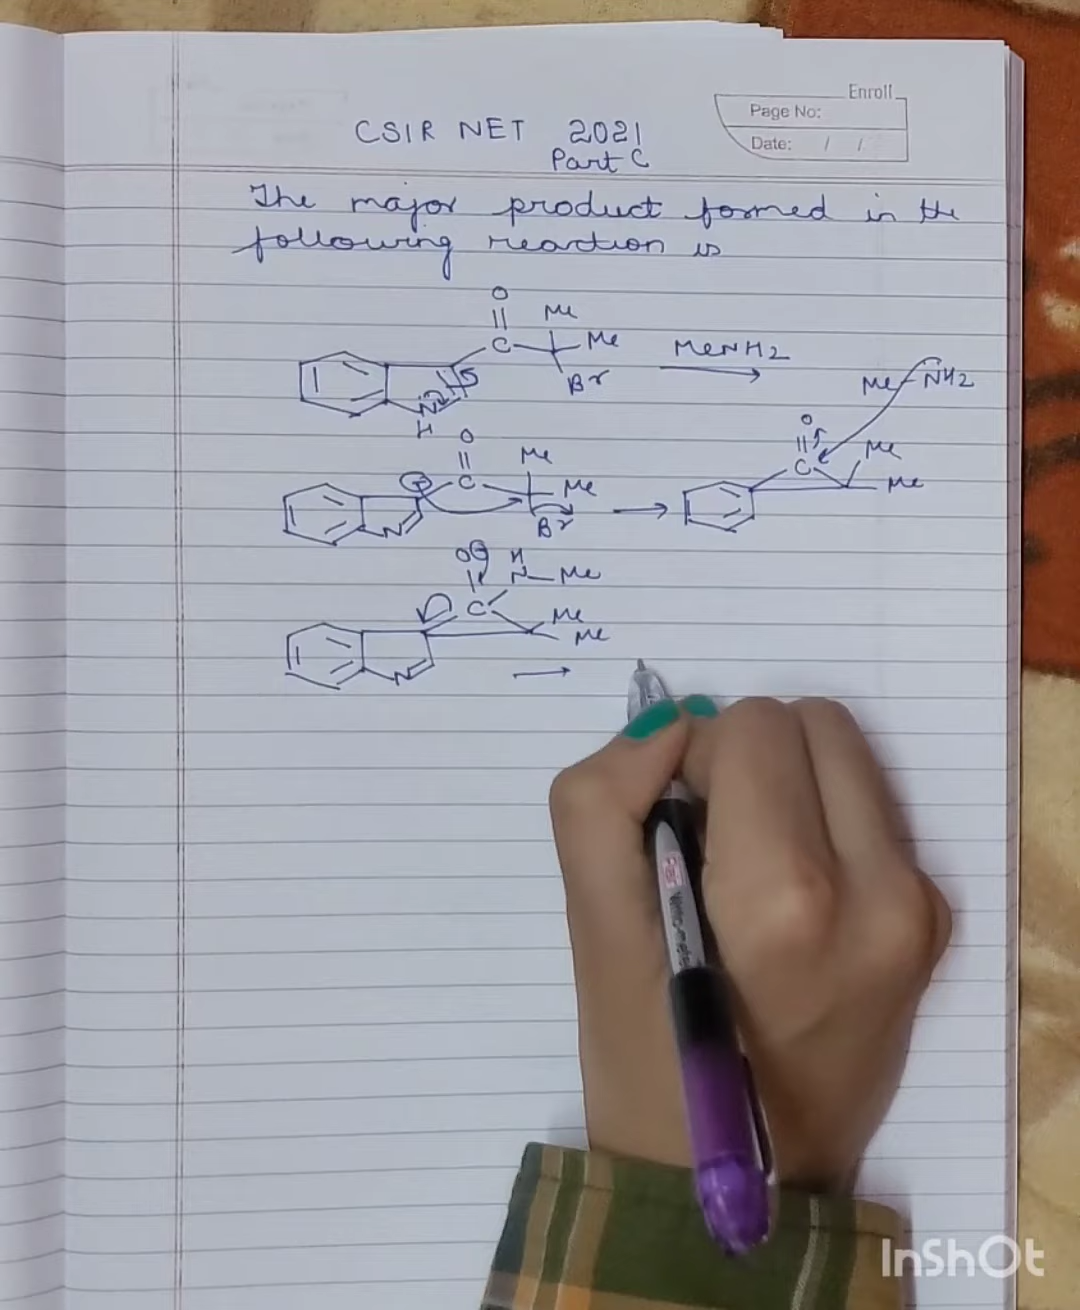 Enroll
Page No:
Date: / /
CSIR NET 2021
Part C
The major product formed in the
following reaction is
O
C
Me
Me
Br
MeNH2
N
H
Me-NH2
O
C
Me
Me
Br
N
O
C
Me
Me
O
H
N-Me
C
Me
Me
N
Flair
InShOt